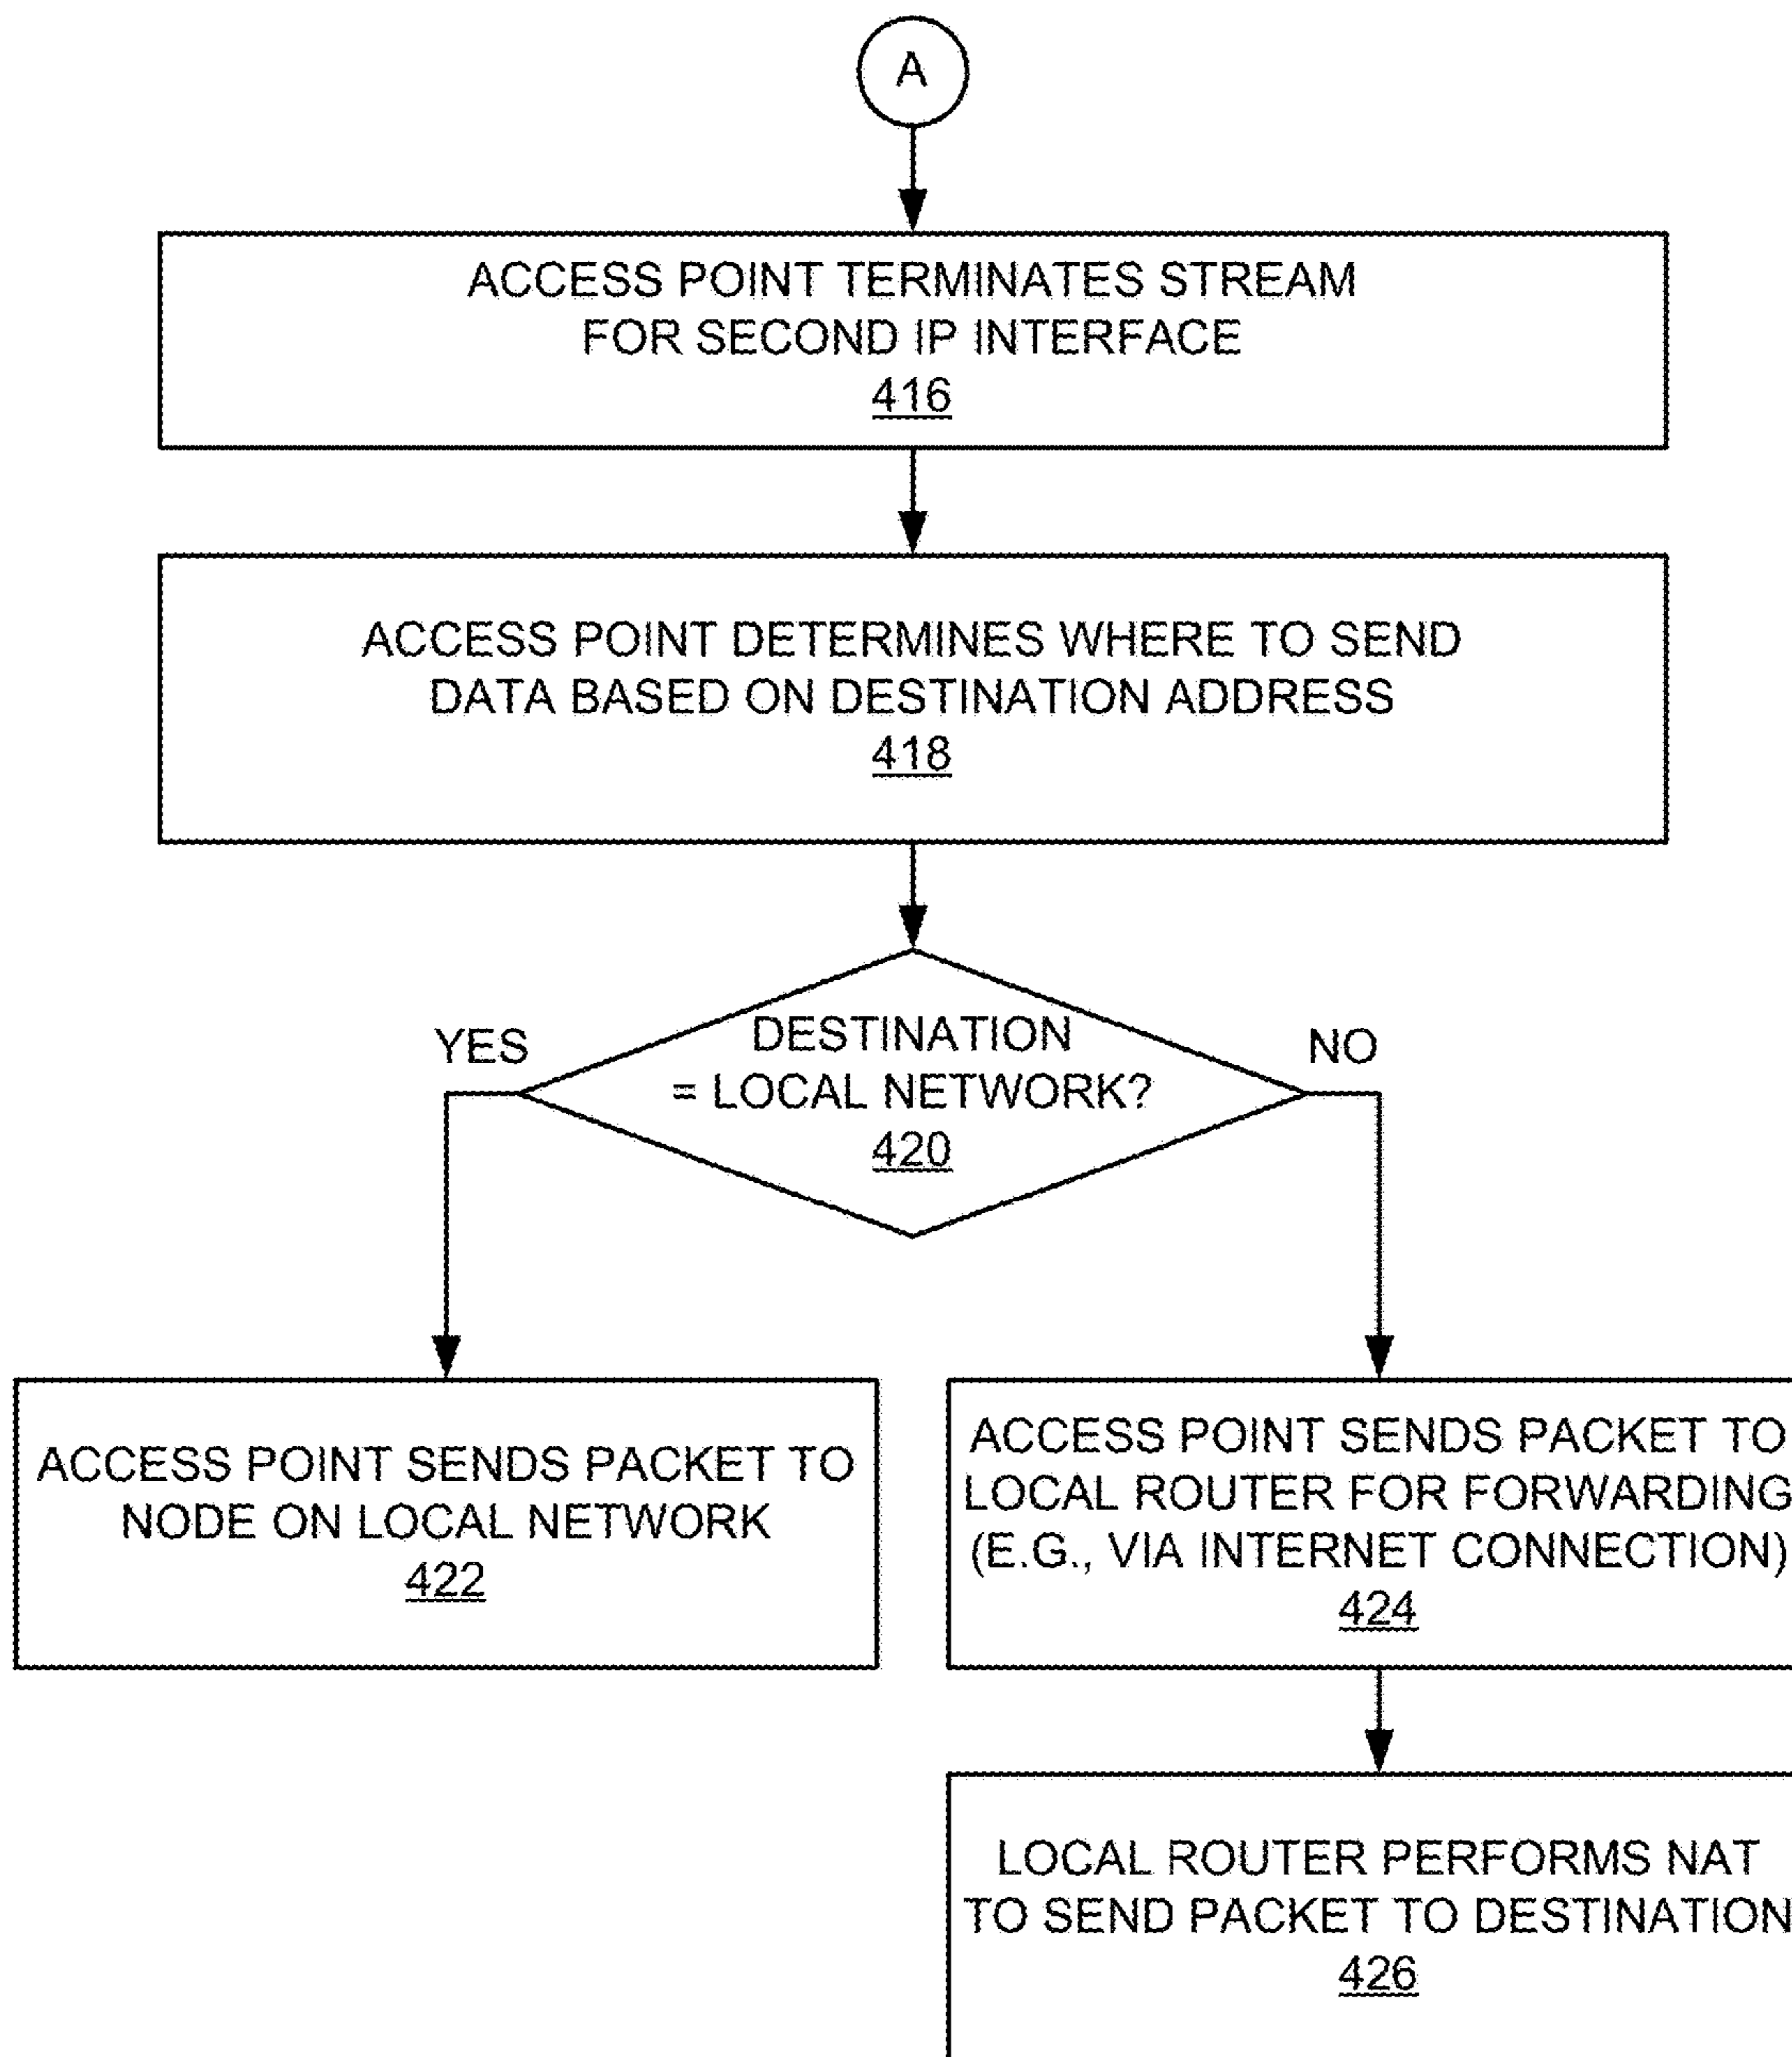 A
ACCESS POINT TERMINATES STREAM
FOR SECOND IP INTERFACE
416
ACCESS POINT DETERMINES WHERE TO SEND
DATA BASED ON DESTINATION ADDRESS
418
YES
DESTINATION
= LOCAL NETWORK?
420
NO
ACCESS POINT SENDS PACKET TO
NODE ON LOCAL NETWORK
422
ACCESS POINT SENDS PACKET TO
LOCAL ROUTER FOR FORWARDING
(E.G., VIA INTERNET CONNECTION)
424
LOCAL ROUTER PERFORMS NAT
TO SEND PACKET TO DESTINATION
426